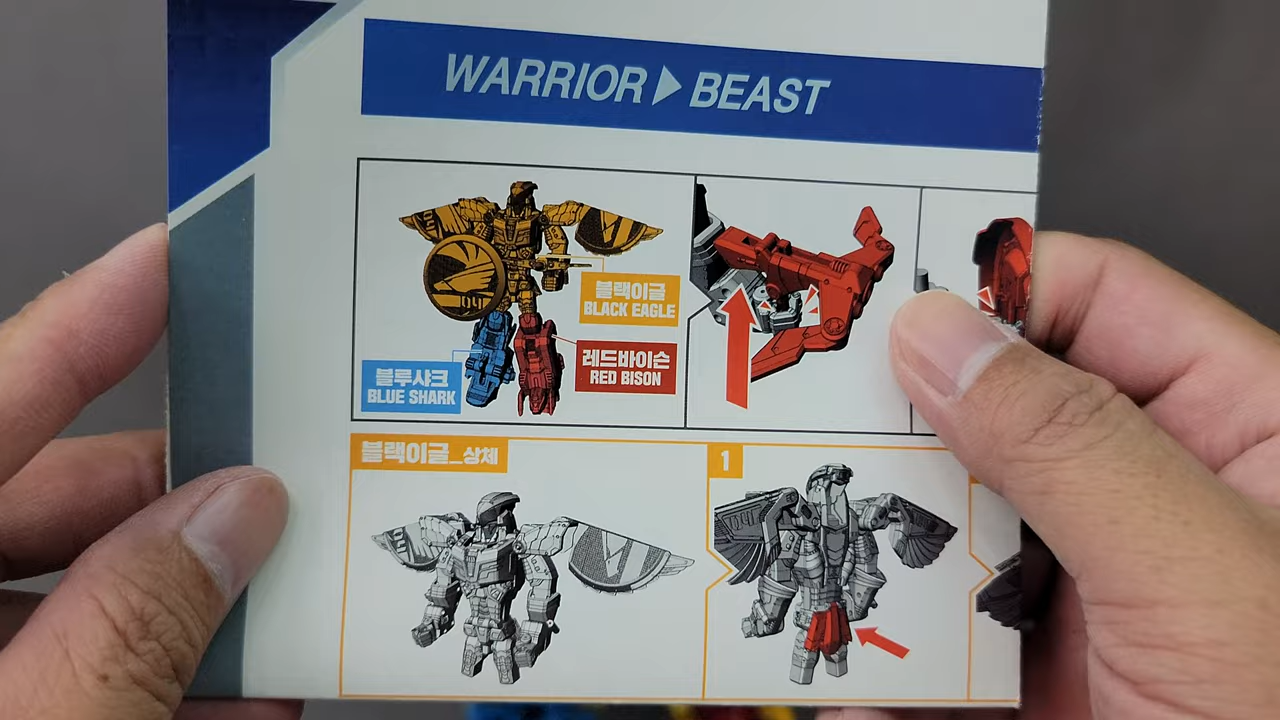 WARRIOR▶BEAST
블랙이글
BLACK EAGLE
레드바이슨
RED BISON
블루샤크
BLUE SHARK
블랙이글_상체
1